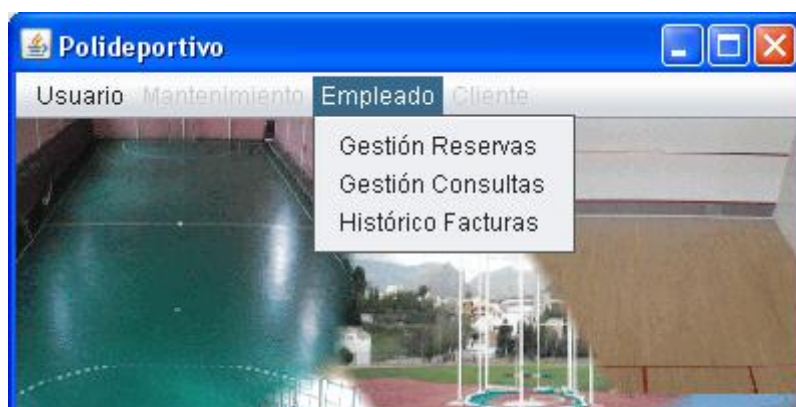 Polideportivo
Usuario Mantenimiento Empleado Cliente
Gestión Reservas
Gestión Consultas
Histórico Facturas